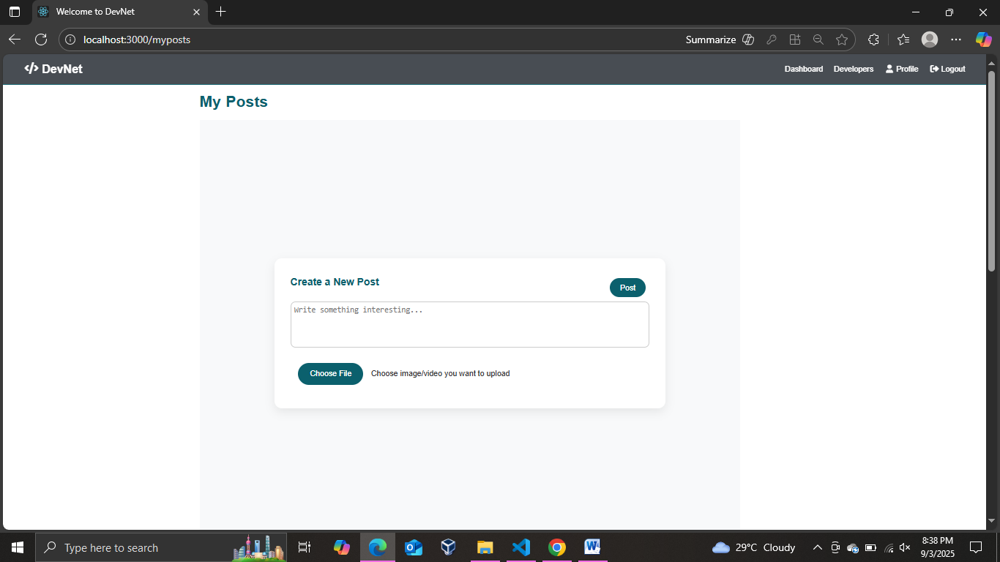 Welcome to DevNet
localhost:3000/myposts
Summarize
</> DevNet
Dashboard Developers Profile Logout
My Posts
Create a New Post
Post
Write something interesting...
Choose File Choose image/video you want to upload
Type here to search
29°C Cloudy
8:38 PM
9/3/2025